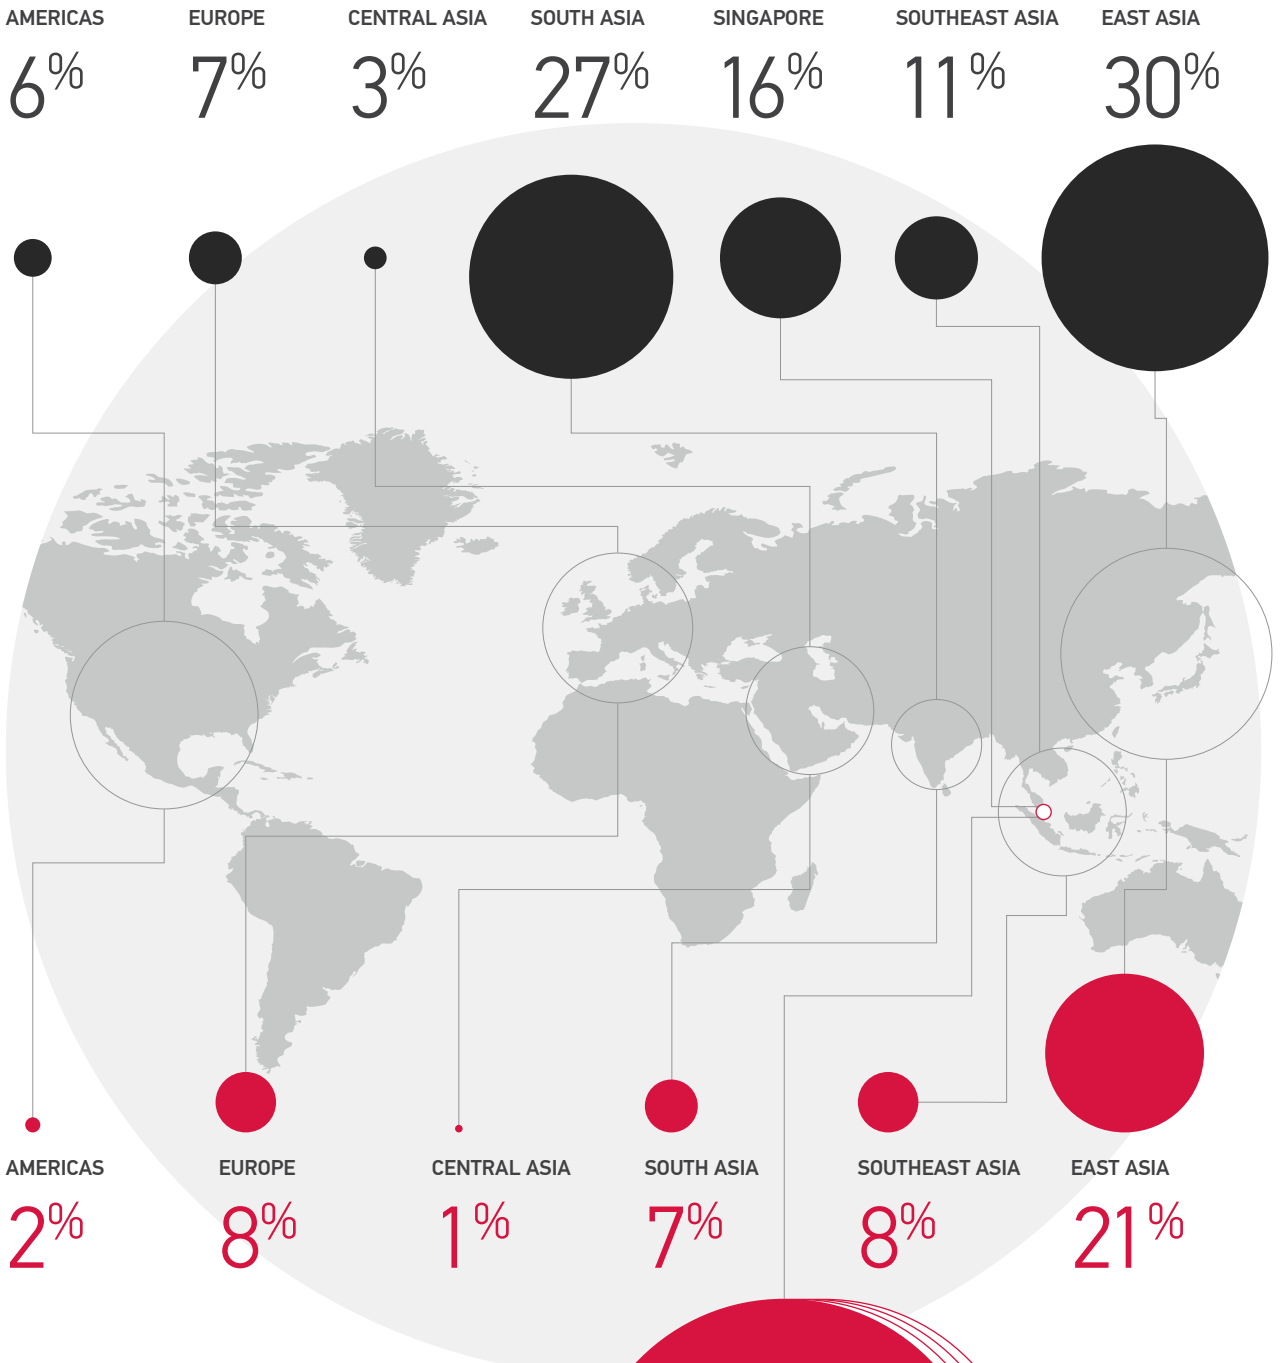 AMERICAS EUROPE CENTRAL ASIA SOUTH ASIA SINGAPORE SOUTHEAST ASIA EAST ASIA
6% 7% 3% 27% 16% 11% 30%
AMERICAS EUROPE CENTRAL ASIA SOUTH ASIA SOUTHEAST ASIA EAST ASIA
2% 8% 1% 7% 8% 21%